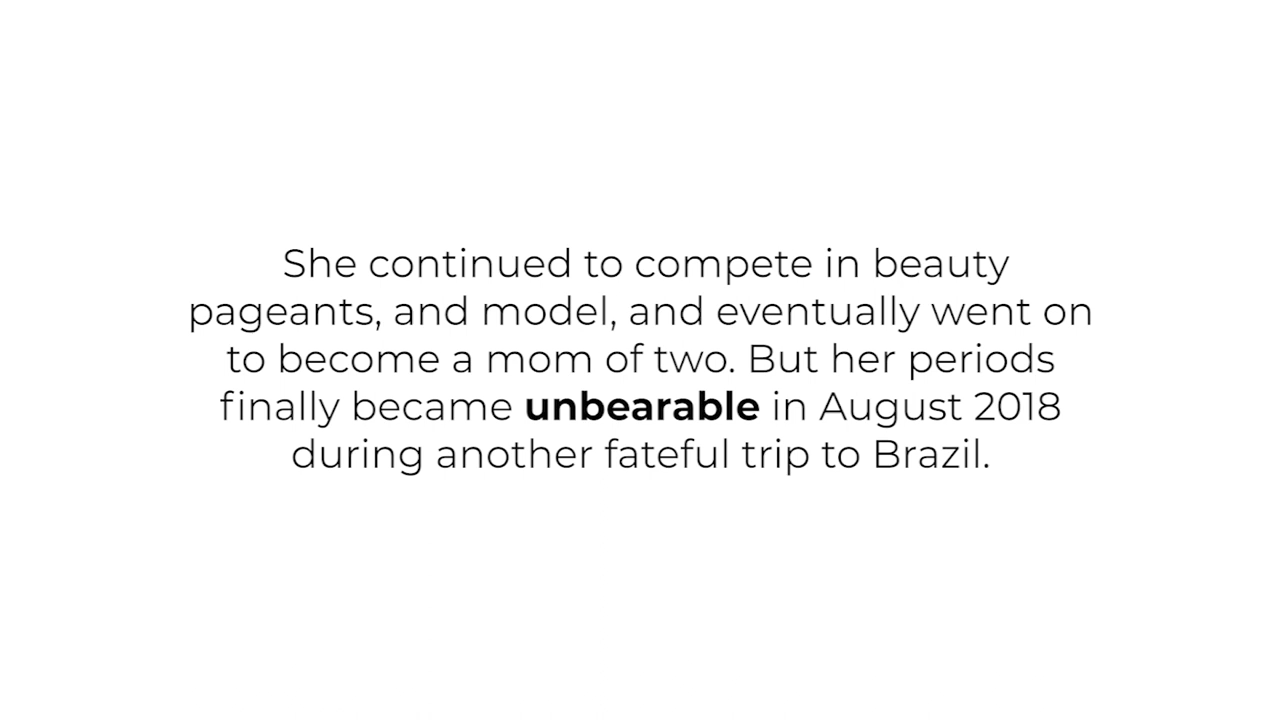 She continued to compete in beauty
pageants, and model, and eventually went on
to become a mom of two. But her periods
finally became unbearable in August 2018
during another fateful trip to Brazil.